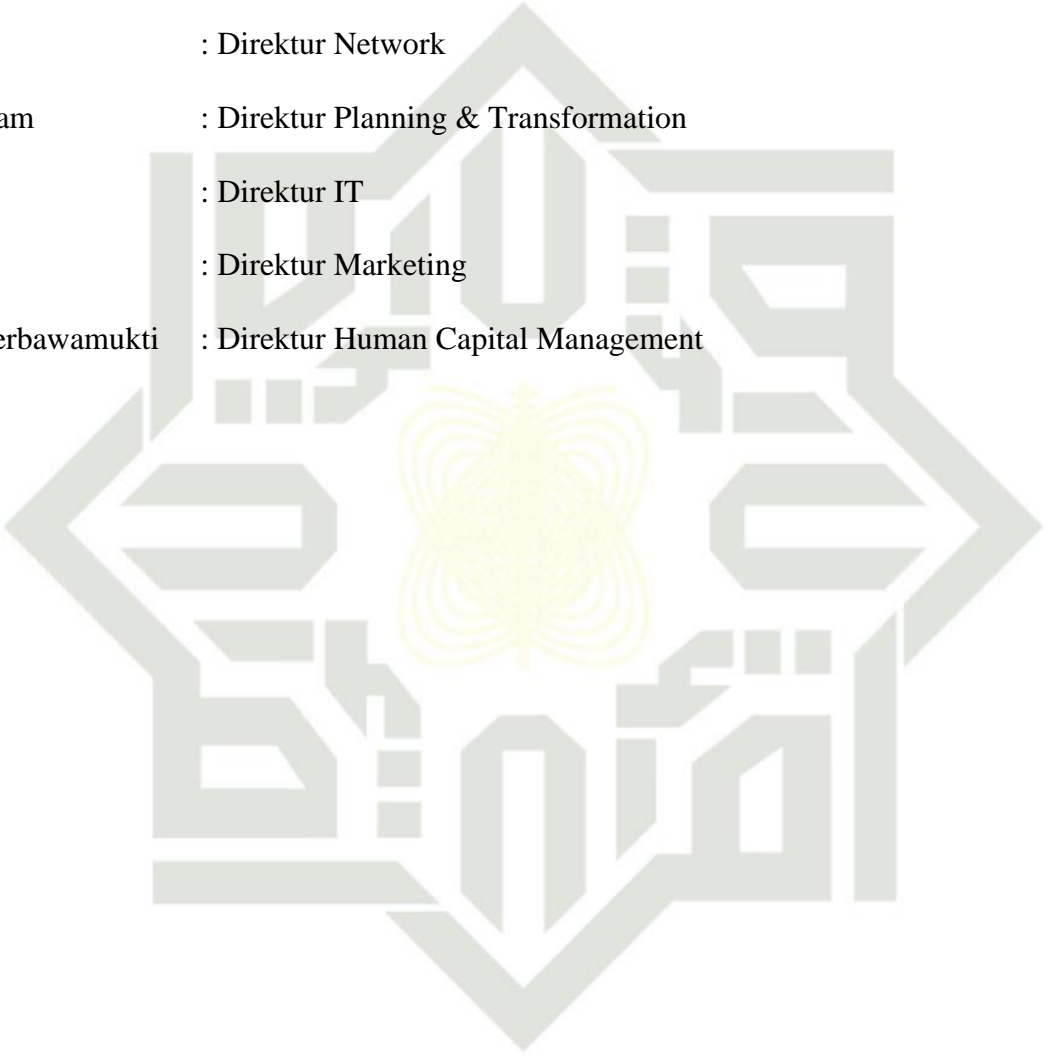 : Direktur Network
am : Direktur Planning & Transformation
: Direktur IT
: Direktur Marketing
erbawamukti : Direktur Human Capital Management